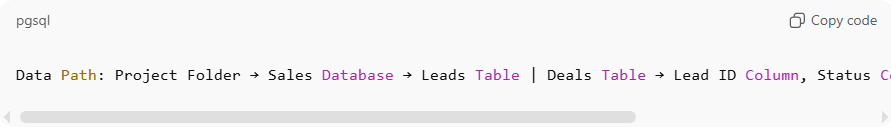 pgsql
Copy code
Data Path: Project Folder → Sales Database → Leads Table | Deals Table → Lead ID Column, Status